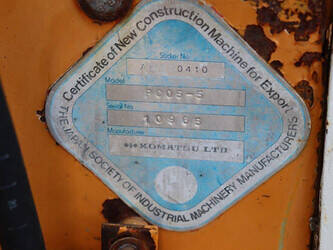 Certificate of New Construction Machine for Export
Sticker No.
0410
Model
PC05-5
Serial No.
10965
Manufacturer
KOMATSU LTD
THE JAPAN SOCIETY OF INDUSTRIAL MACHINERY MANUFACTURERS